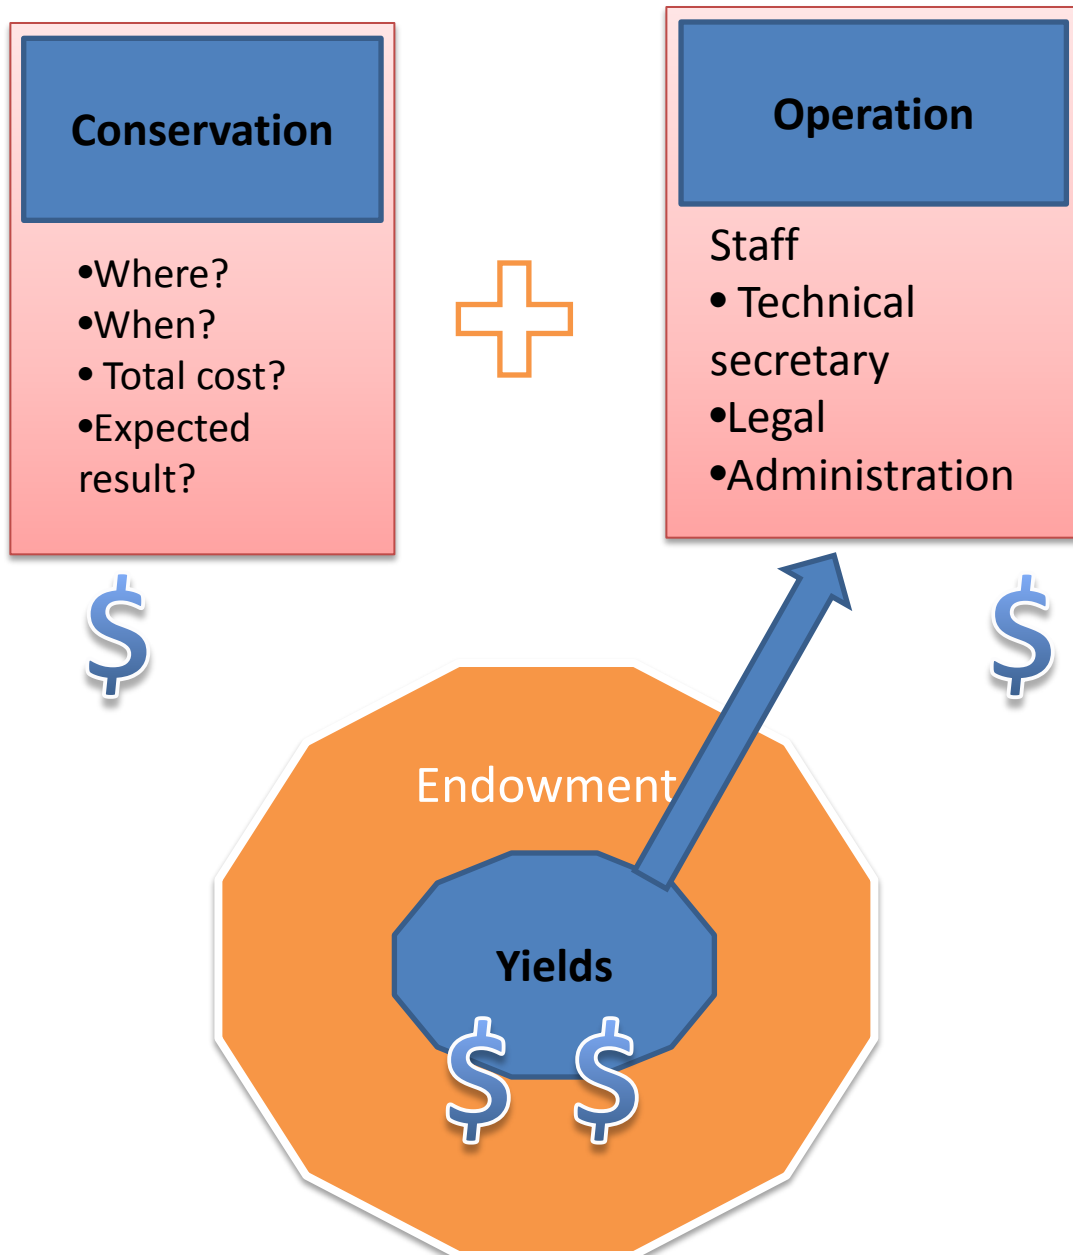 Conservation
•Where?
•When?
• Total cost?
•Expected
result?
$
Operation
Staff
• Technical
secretary
•Legal
•Administration
$
Endowment
Yields
$ $